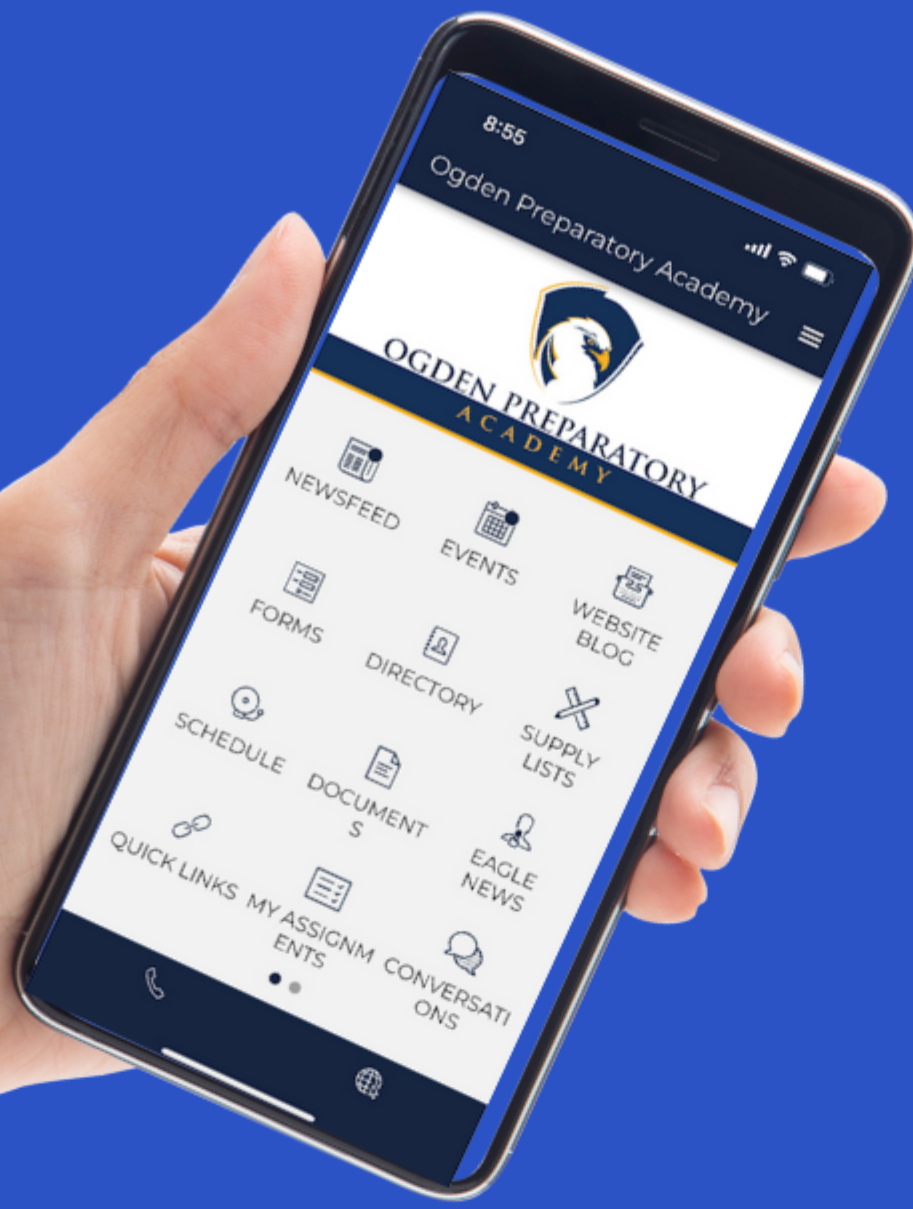 8:55
Ogden Preparatory Academy
OGDEN PREPARATORY
ACADEMY
NEWSFEED
EVENTS
WEBSITE
BLOG
FORMS
DIRECTORY
SUPPLY
LISTS
SCHEDULE
DOCUMENT
S
EAGLE
NEWS
QUICK LINKS
MY ASSIGNM
ENTS
CONVERSATI
ONS